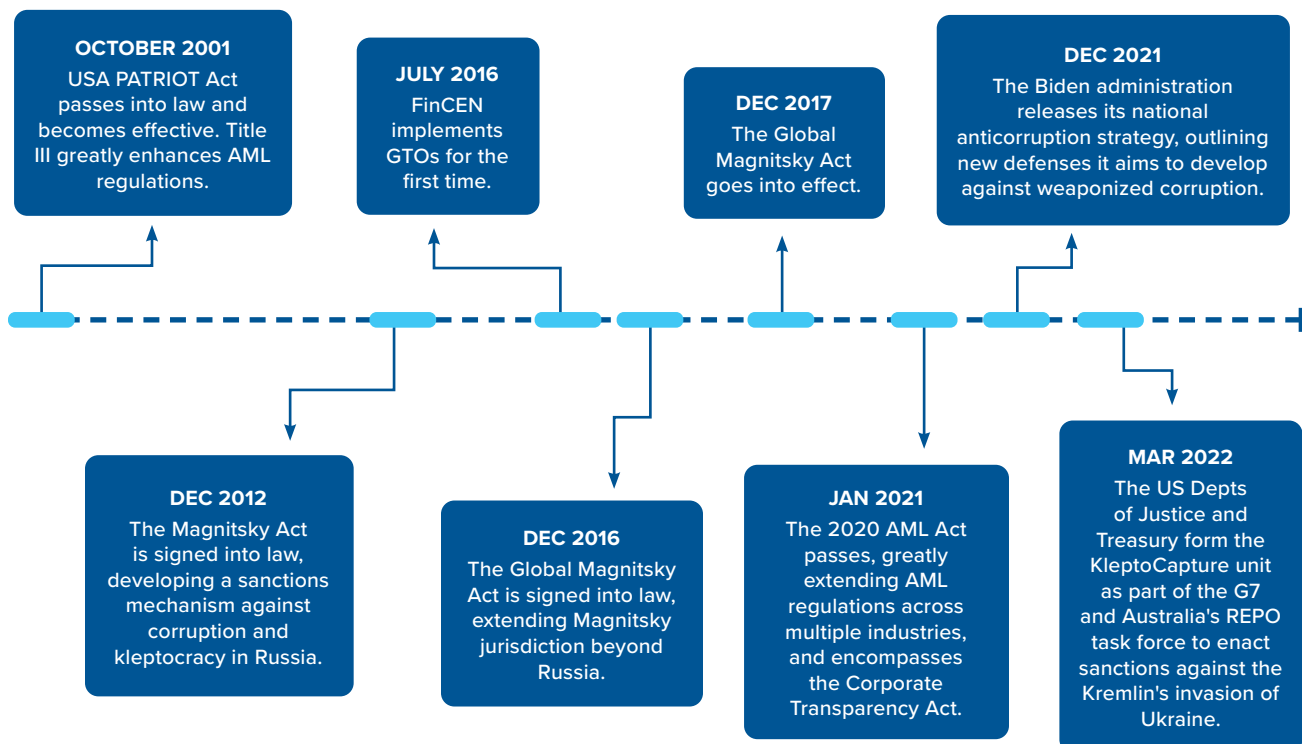 OCTOBER 2001
USA PATRIOT Act
passes into law and
becomes effective. Title
III greatly enhances AML
regulations.
JULY 2016
FinCEN
implements
GTOs for the
first time.
DEC 2017
The Global
Magnitsky Act
goes into effect.
DEC 2021
The Biden administration
releases its national
anticorruption strategy, outlining
new defenses it aims to develop
against weaponized corruption.
DEC 2012
The Magnitsky Act
is signed into law,
developing a sanctions
mechanism against
corruption and
kleptocracy in Russia.
DEC 2016
The Global Magnitsky
Act is signed into law,
extending Magnitsky
jurisdiction beyond
Russia.
JAN 2021
The 2020 AML Act
passes, greatly
extending AML
regulations across
multiple industries,
and encompasses
the Corporate
Transparency Act.
MAR 2022
The US Depts
of Justice and
Treasury form the
KleptoCapture unit
as part of the G7
and Australia's REPO
task force to enact
sanctions against the
Kremlin's invasion of
Ukraine.